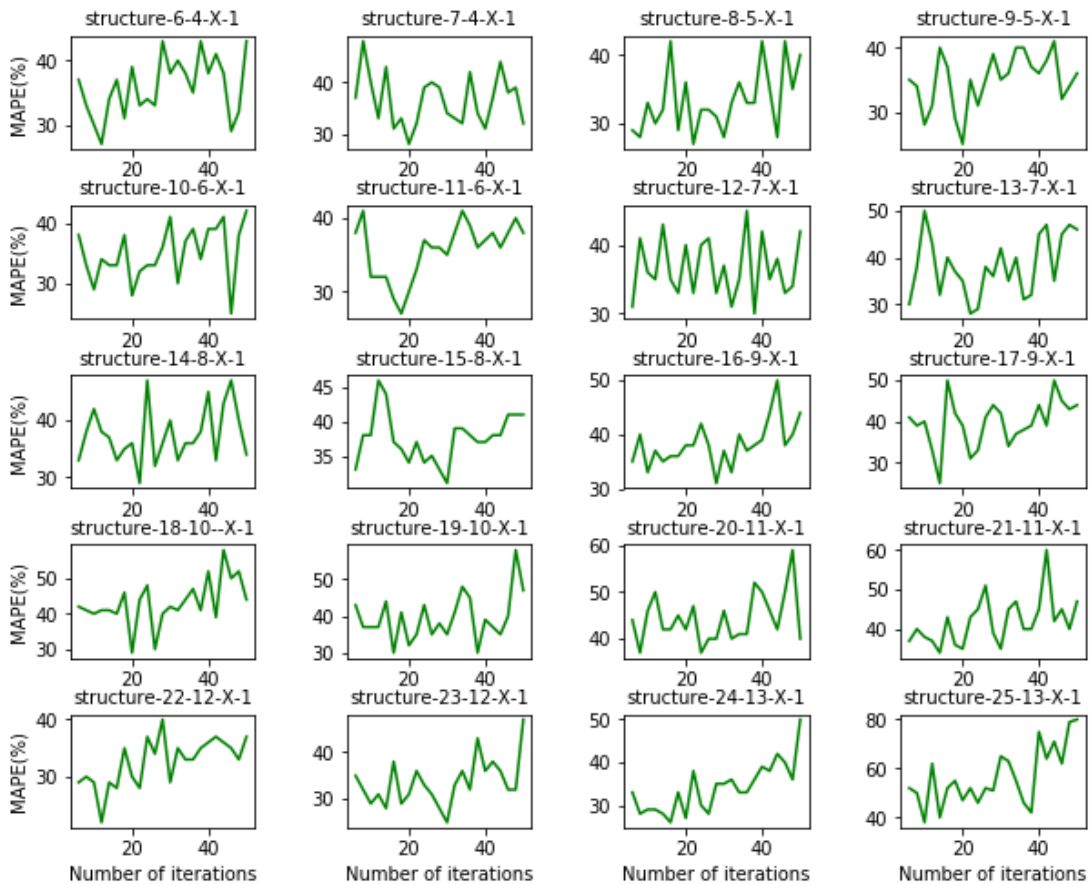 structure-6-4-X-1 structure-7-4-X-1 structure-8-5-X-1 structure-9-5-X-1
MAPE(%) 40 30 40 30 40 30 40 30
20 40 20 40 20 40 20 40
structure-10-6-X-1 structure-11-6-X-1 structure-12-7-X-1 structure-13-7-X-1
MAPE(%) 40 30 40 30 40 30 50 40 30
20 40 20 40 20 40 20 40
structure-14-8-X-1 structure-15-8-X-1 structure-16-9-X-1 structure-17-9-X-1
MAPE(%) 40 30 45 40 35 50 40 30 50 40 30
20 40 20 40 20 40 20 40
structure-18-10--X-1 structure-19-10-X-1 structure-20-11-X-1 structure-21-11-X-1
MAPE(%) 50 40 30 50 40 30 60 50 40 60 40
20 40 20 40 20 40 20 40
structure-22-12-X-1 structure-23-12-X-1 structure-24-13-X-1 structure-25-13-X-1
MAPE(%) 40 30 40 30 50 40 30 80 60 40
20 40 20 40 20 40 20 40
Number of iterations Number of iterations Number of iterations Number of iterations